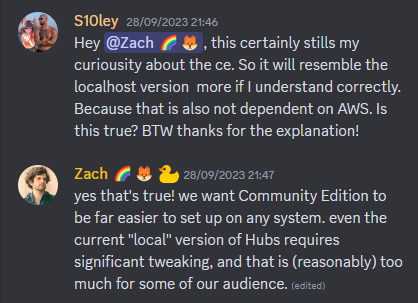 S10ley 28/09/2023 21:46
Hey @Zach 🌈 🦊 , this certainly stills my
curiousity about the ce. So it will resemble the
localhost version more if I understand correctly.
Because that is also not dependent on AWS. Is
this true? BTW thanks for the explanation!
Zach 🌈 🦊 🦆 28/09/2023 21:47
yes that's true! we want Community Edition to
be far easier to set up on any system. even the
current "local" version of Hubs requires
significant tweaking, and that is (reasonably) too
much for some of our audience. (edited)